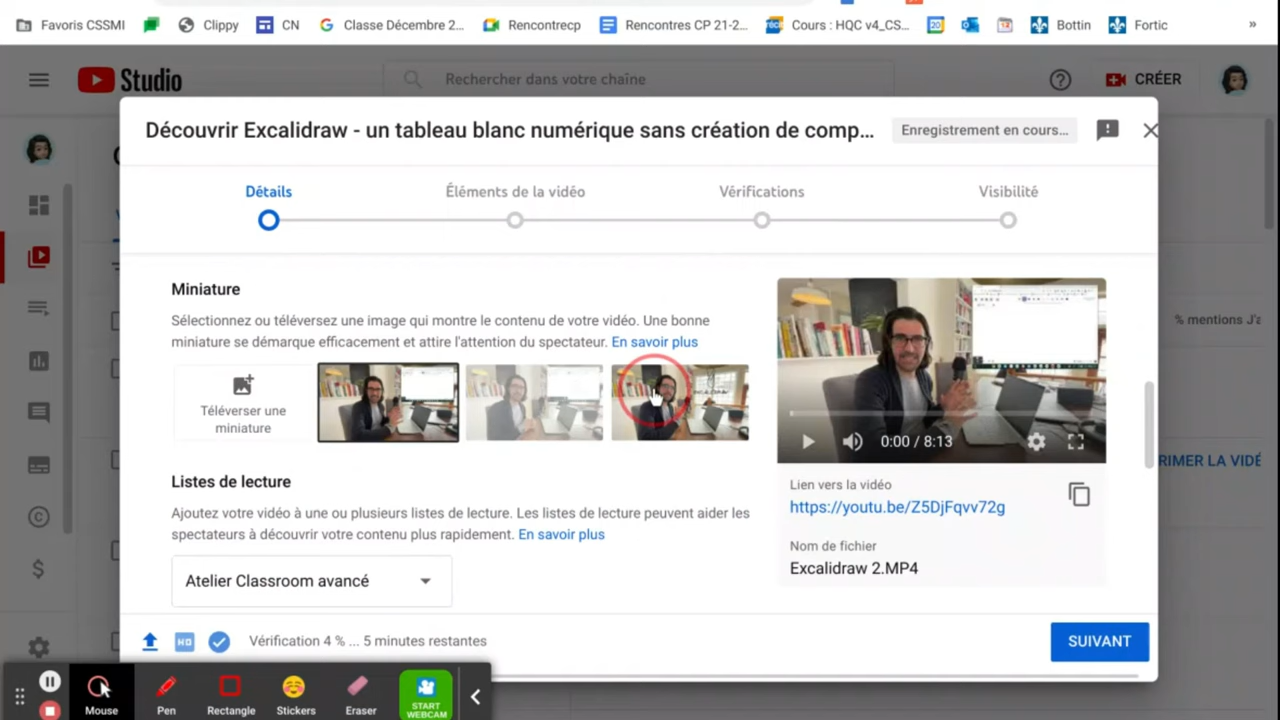 Favoris CSSMI
Clippy
CN
Classe Décembre 2...
Rencontrecp
Rencontres CP 21-2...
Cours : HQC v4_CS...
Bottin
Fortic
»
Studio
Rechercher dans votre chaîne
CRÉER
Découvrir Excalidraw - un tableau blanc numérique sans création de comp...
Enregistrement en cours...
Détails
Éléments de la vidéo
Vérifications
Visibilité
Miniature
Sélectionnez ou téléversez une image qui montre le contenu de votre vidéo. Une bonne
miniature se démarque efficacement et attire l'attention du spectateur. En savoir plus
Téléverser une
miniature
0:00 / 8:13
% mentions J'a
RIMER LA VIDÉ
Listes de lecture
Ajoutez votre vidéo à une ou plusieurs listes de lecture. Les listes de lecture peuvent aider les
spectateurs à découvrir votre contenu plus rapidement. En savoir plus
Atelier Classroom avancé
Lien vers la vidéo
https://youtu.be/Z5DjFqvv72g
Nom de fichier
Excalidraw 2.MP4
HD
Vérification 4 % ... 5 minutes restantes
SUIVANT
Mouse
Pen
Rectangle
Stickers
Eraser
START
WEBCAM